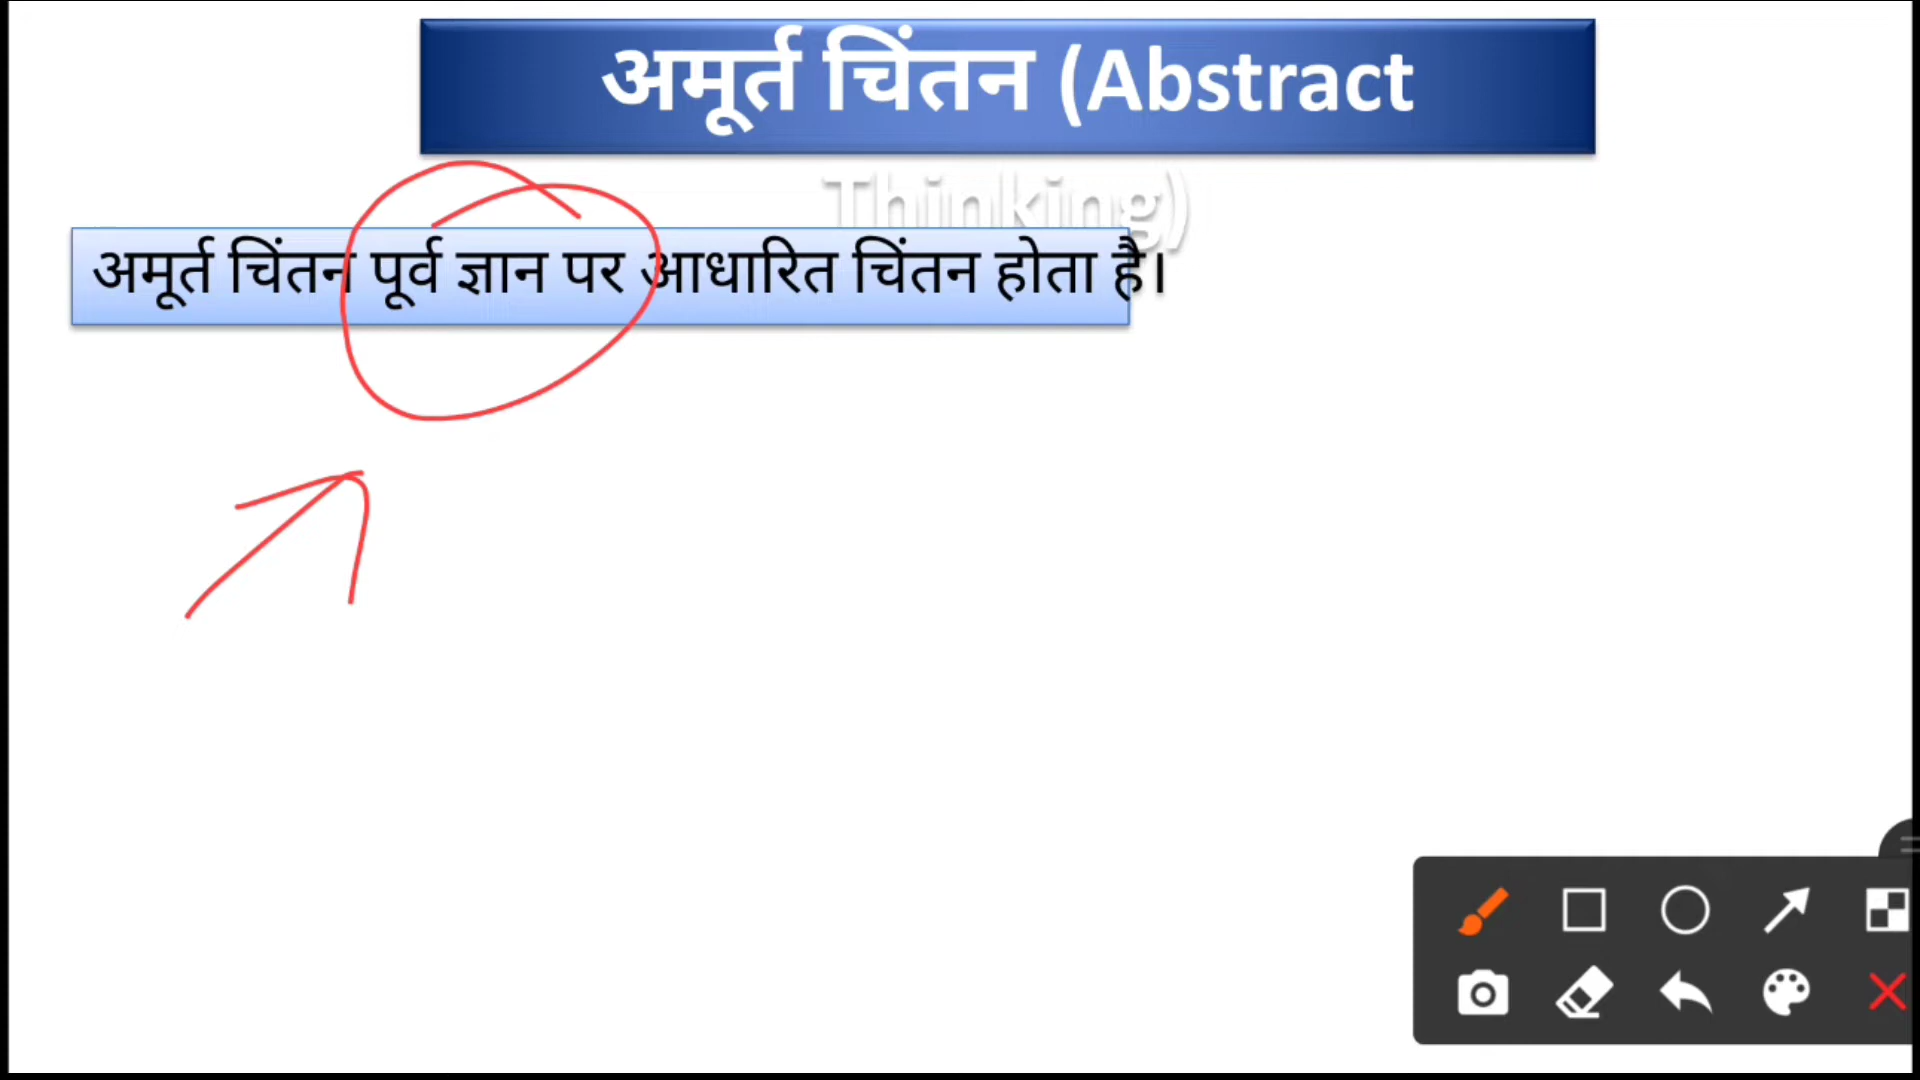 अमूर्त चिंतन (Abstract
Thinking)
अमूर्त चिंतन पूर्व ज्ञान पर आधारित चिंतन होता है।